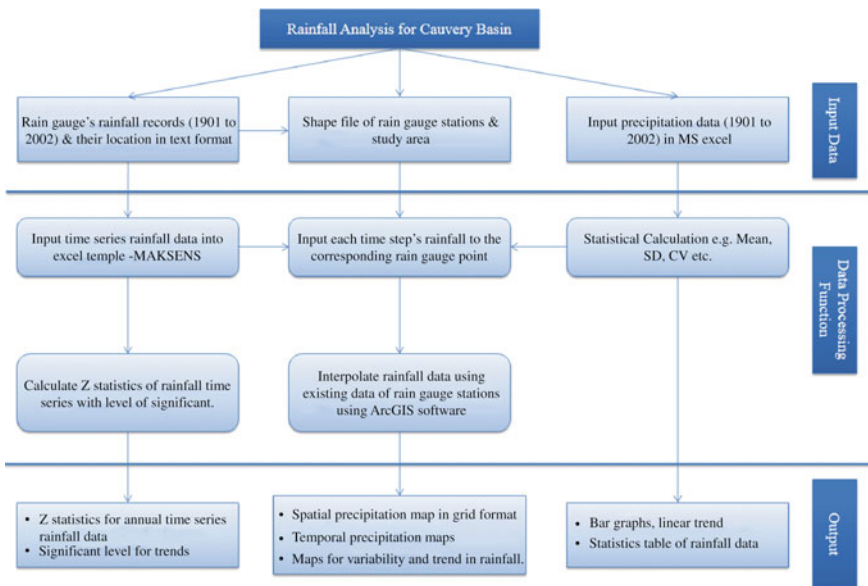 Rainfall Analysis for Cauvery Basin
Rain gauge's rainfall records (1901 to
2002) & their location in text format
Shape file of rain gauge stations &
study area
Input precipitation data (1901 to
2002) in MS excel
Input Data
Input time series rainfall data into
excel temple -MAKSENS
Input each time step's rainfall to the
corresponding rain gauge point
Statistical Calculation e.g. Mean,
SD, CV etc.
Data Processing
Function
Calculate Z statistics of rainfall time
series with level of significant.
Interpolate rainfall data using
existing data of rain gauge stations
using ArcGIS software
• Z statistics for annual time series
rainfall data
• Significant level for trends
• Spatial precipitation map in grid format
• Temporal precipitation maps
• Maps for variability and trend in rainfall.
• Bar graphs, linear trend
• Statistics table of rainfall data
Output